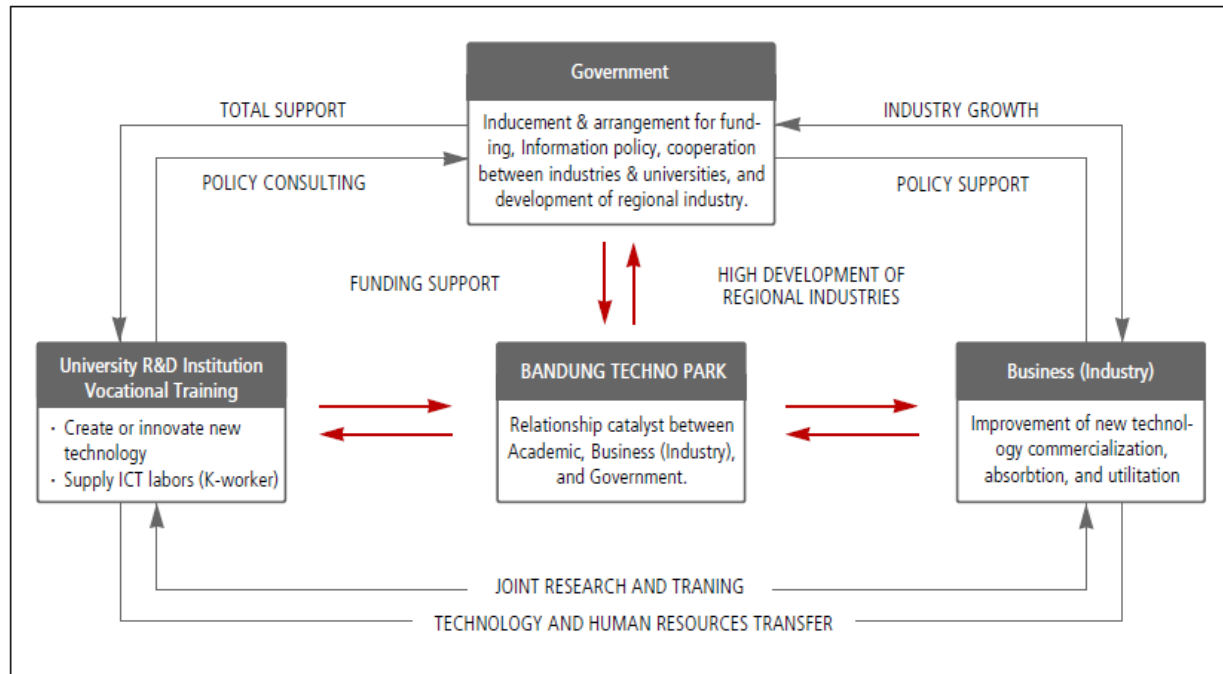 Government
TOTAL SUPPORT
INDUSTRY GROWTH
Inducement & arrangement for fund-
ing, Information policy, cooperation
between industries & universities, and
development of regional industry.
POLICY CONSULTING
POLICY SUPPORT
FUNDING SUPPORT
HIGH DEVELOPMENT OF
REGIONAL INDUSTRIES
University R&D Institution
Vocational Training
· Create or innovate new
technology
· Supply ICT labors (K-worker)
BANDUNG TECHNO PARK
Relationship catalyst between
Academic, Business (Industry),
and Government.
Business (Industry)
Improvement of new technol-
ogy commercialization,
absorbtion, and utilitation
JOINT RESEARCH AND TRANING
TECHNOLOGY AND HUMAN RESOURCES TRANSFER